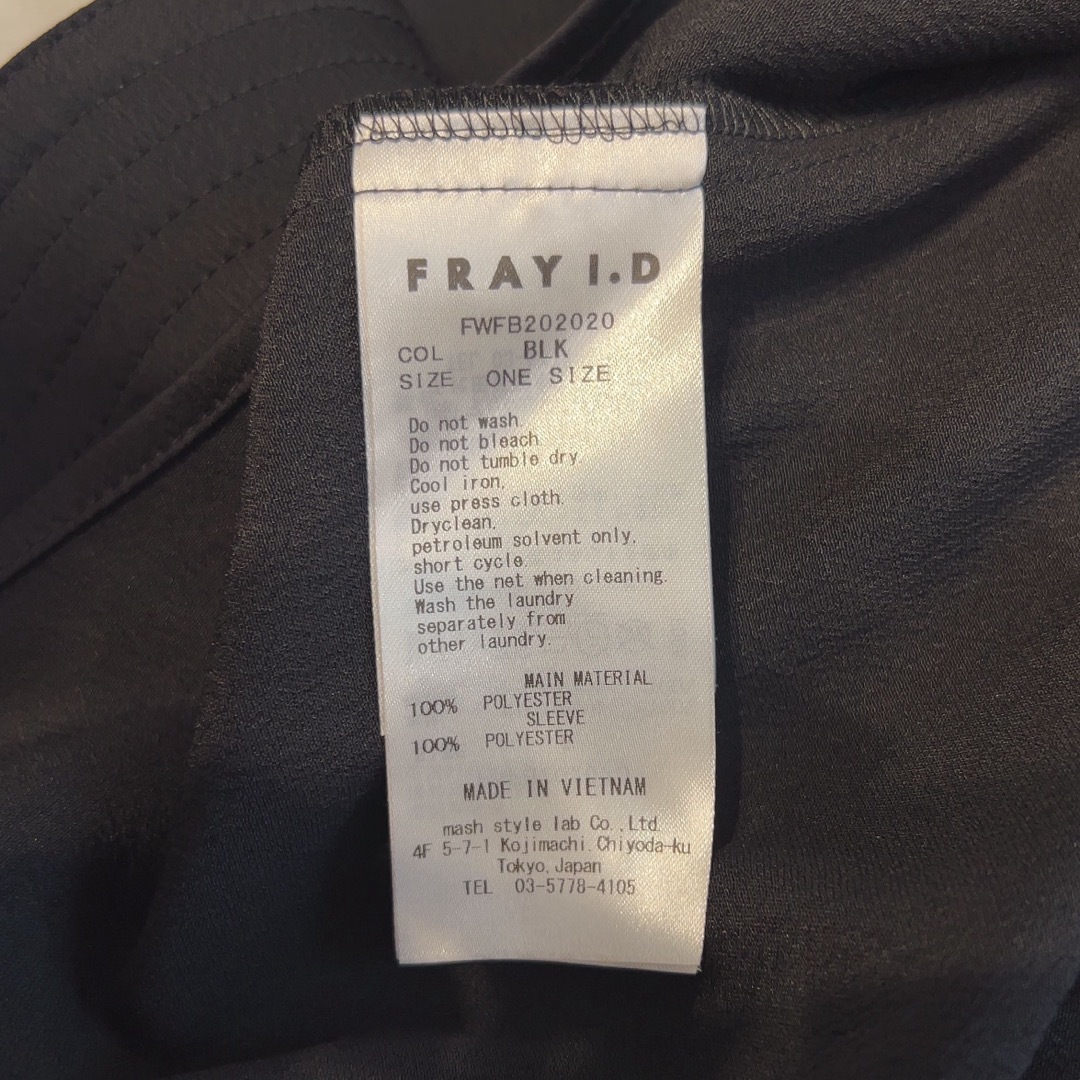 FRAY I.D
FWFB202020
COL BLK
SIZE ONE SIZE
Do not wash.
Do not bleach.
Do not tumble dry.
Cool iron,
use press cloth.
Dryclean,
petroleum solvent only,
short cycle.
Use the net when cleaning.
Wash the laundry
separately from
other laundry.
MAIN MATERIAL
100% POLYESTER
SLEEVE
100% POLYESTER
MADE IN VIETNAM
mash style lab Co.,Ltd.
4F 5-7-1 Kojimachi, Chiyoda-ku
Tokyo, Japan
TEL 03-5778-4105